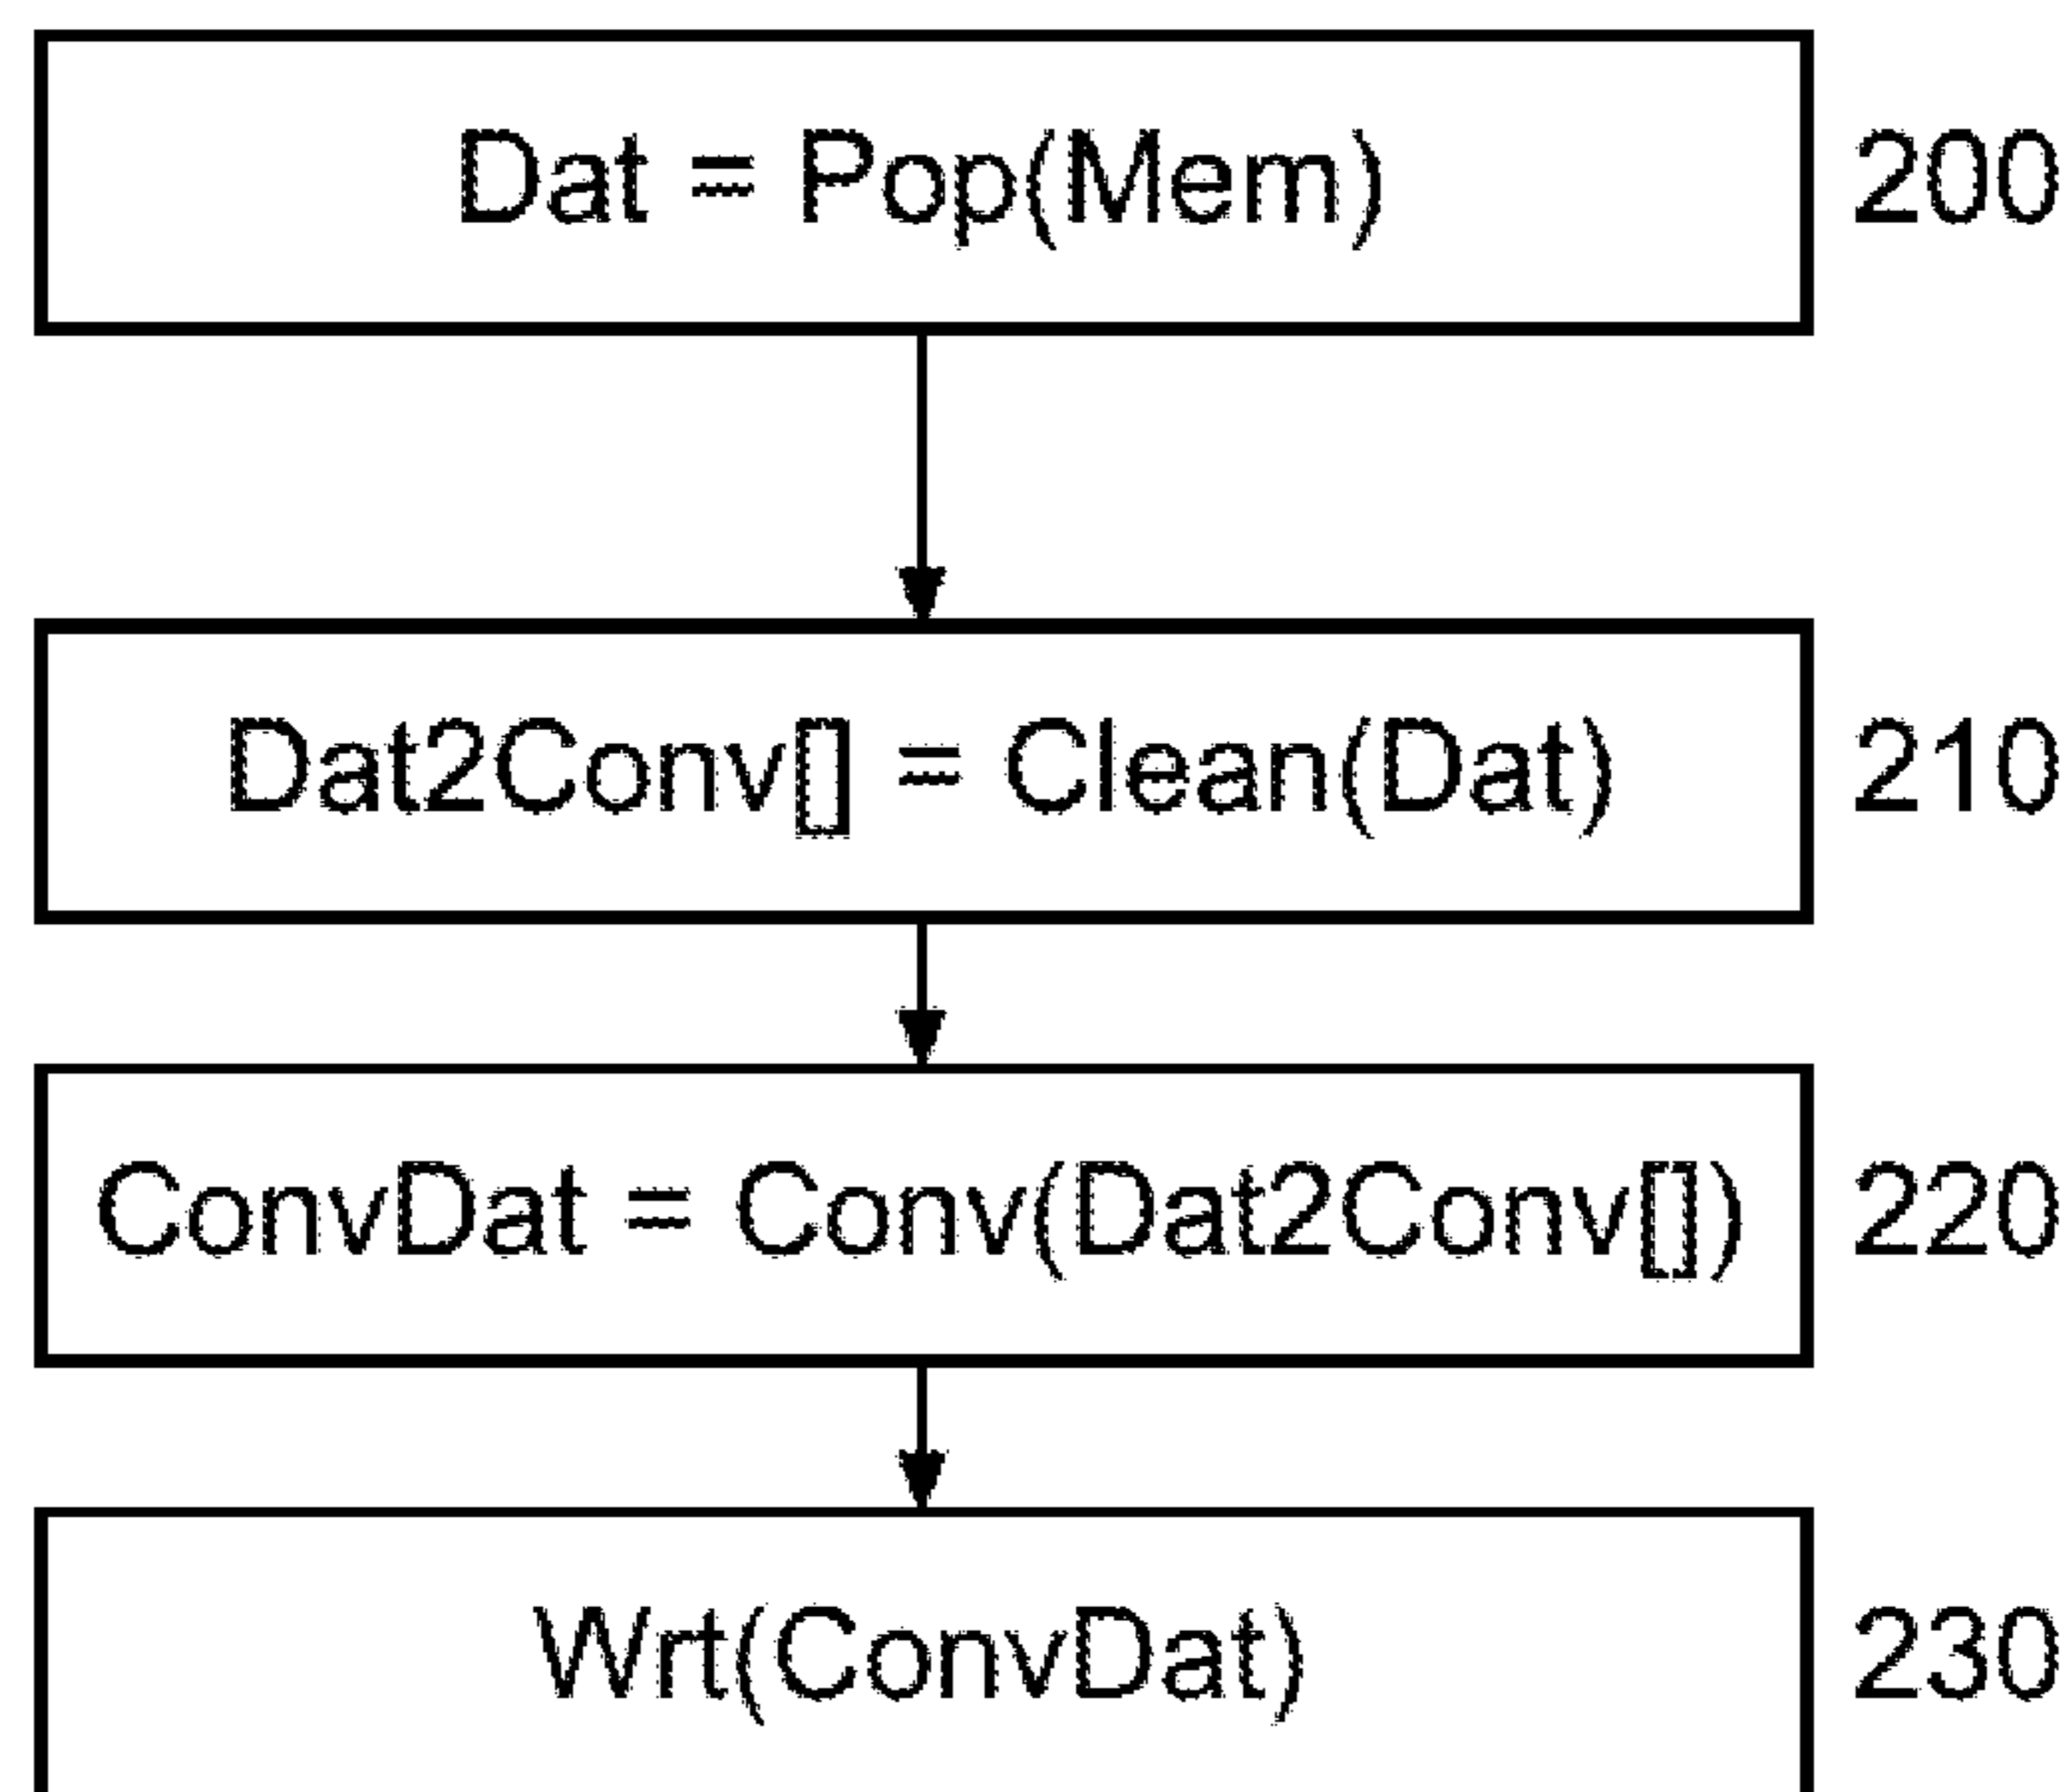 Dat = Pop(Mem) 200
Dat2Conv[] = Clean(Dat) 210
ConvDat = Conv(Dat2Conv[]) 220
Wrt(ConvDat) 230